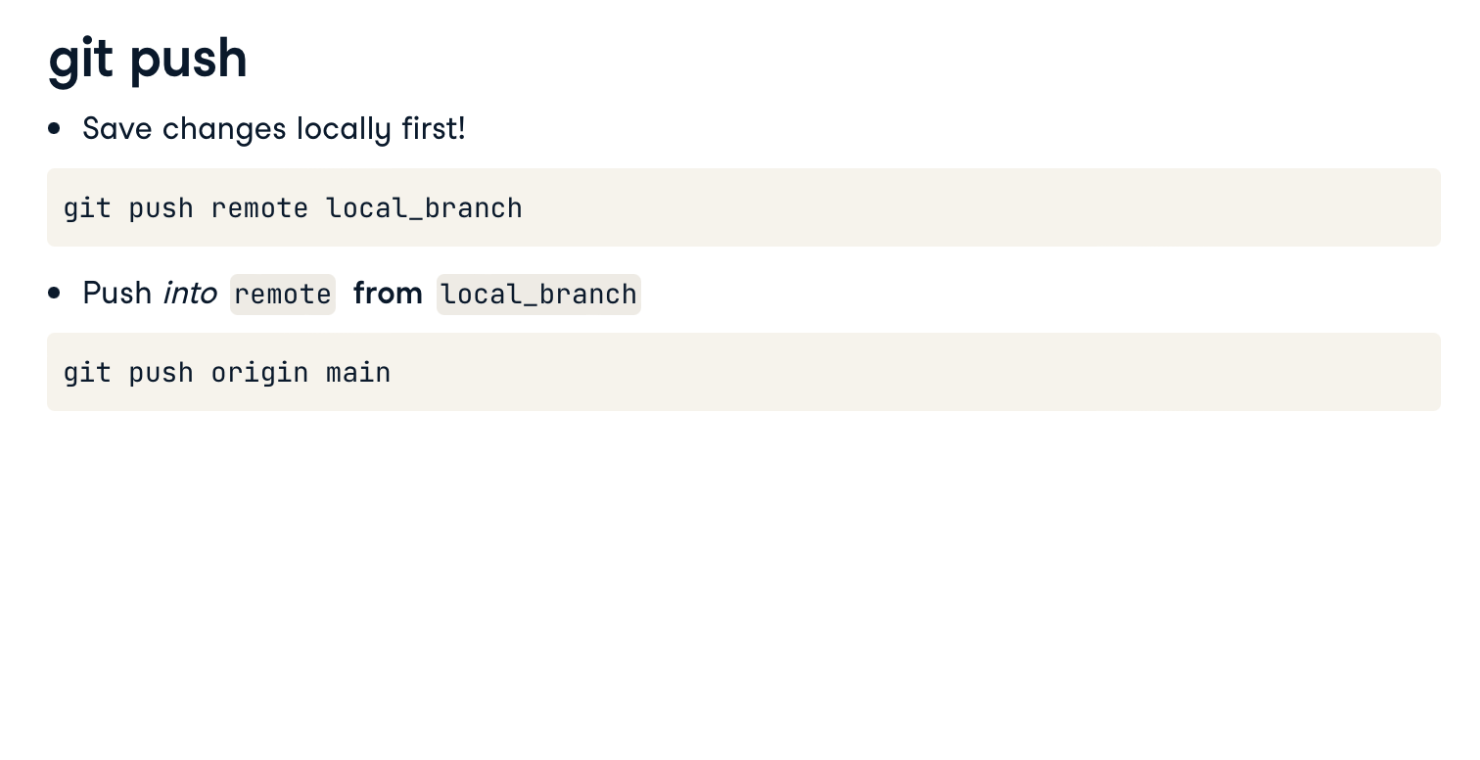 git push
• Save changes locally first!
git push remote local_branch
• Push into remote from local_branch
git push origin main